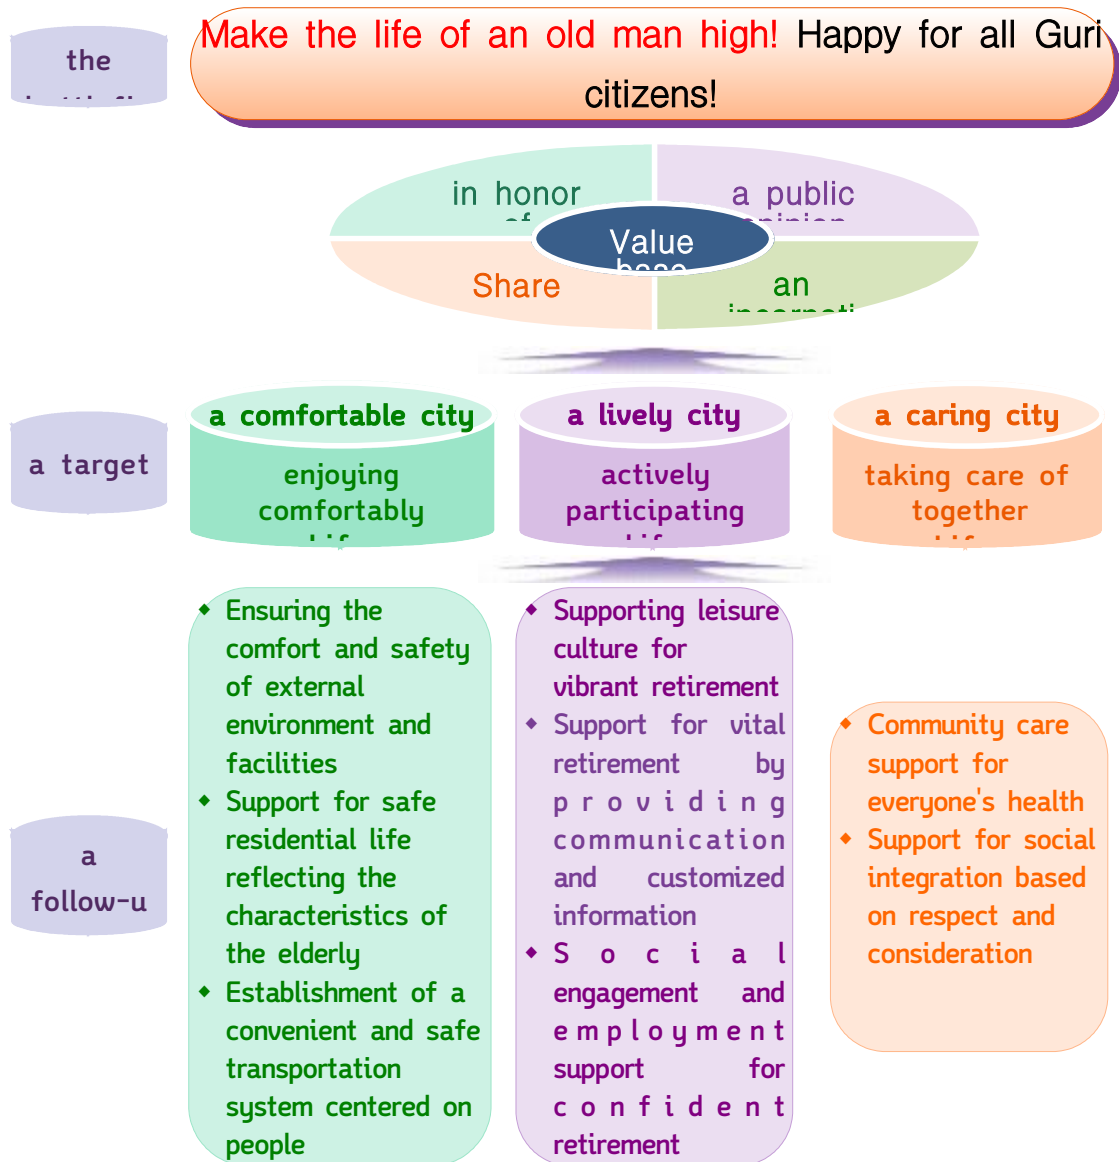 the
Make the life of an old man high! Happy for all Guri
citizens!
in honor
of
a public
opinion
Value
base
Share
an
a target
a comfortable city
enjoying
comfortably
a lively city
actively
participating
a caring city
taking care of
together
a
follow-u
◆ Ensuring the
comfort and safety
of external
environment and
facilities
◆ Support for safe
residential life
reflecting the
characteristics of
the elderly
◆ Establishment of a
convenient and safe
transportation
system centered on
people
◆ Supporting leisure
culture for
vibrant retirement
◆ Support for vital
retirement by
providing
communication
and customized
information
◆ Social
engagement and
employment
support for
confident
retirement
◆ Community care
support for
everyone's health
◆ Support for social
integration based
on respect and
consideration